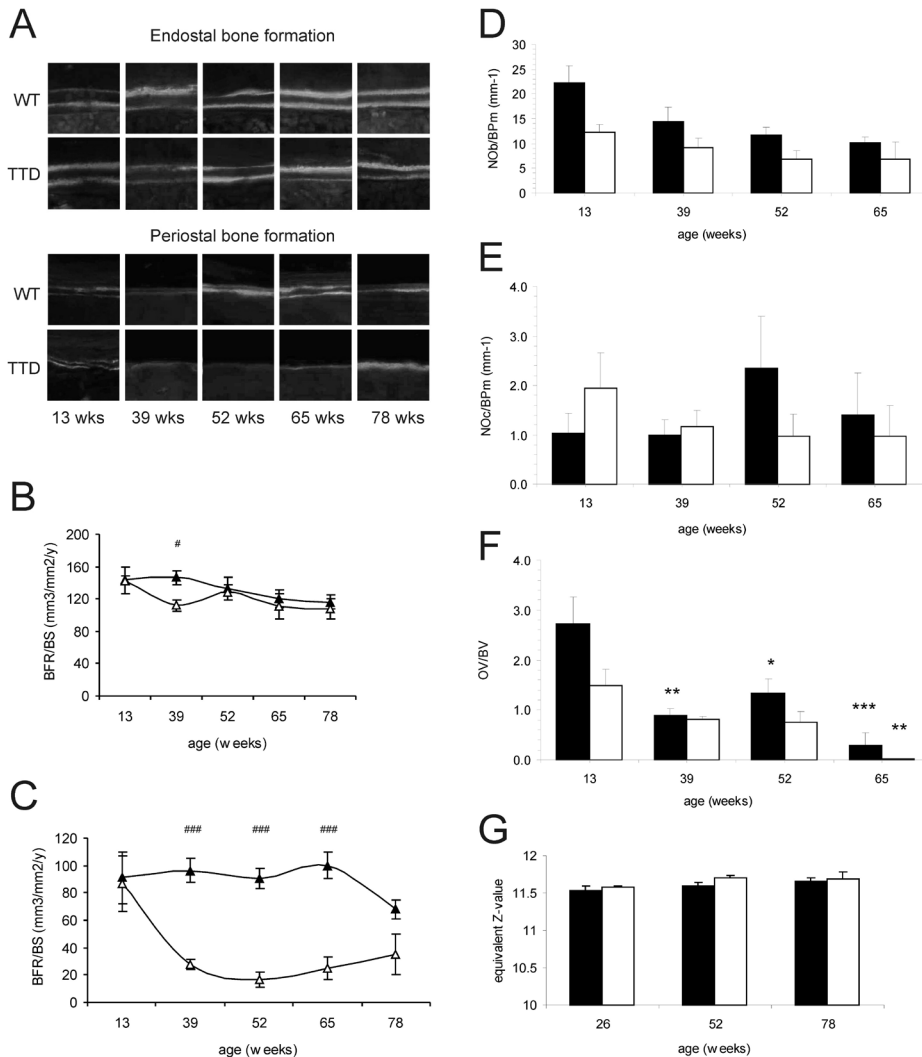 A
Endostal bone formation
WT
TTD
Periostal bone formation
WT
TTD
13 wks 39 wks 52 wks 65 wks 78 wks
B
BFR/BS (mm3/mm2/y)
200
160
120
80
40
0
#
13 39 52 65 78
age (weeks)
C
BFR/BS (mm3/mm2/y)
120
100
80
60
40
20
0
### ### ###
13 39 52 65 78
age (weeks)
D
NOb/BPm (mm-1)
30
25
20
15
10
5
0
13 39 52 65
age (weeks)
E
NOc/BPm (mm-1)
4.0
3.0
2.0
1.0
0.0
13 39 52 65
age (weeks)
F
OV/BV
4.0
3.0
2.0
1.0
0.0
** * *** **
13 39 52 65
age (weeks)
G
equivalent Z-value
12
11.5
11
10.5
10
26 52 78
age (weeks)